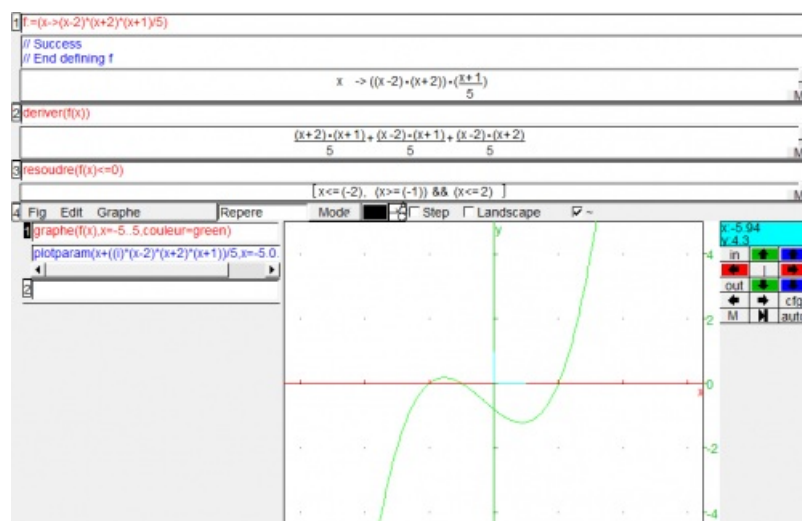 1 f:=(x->(x-2)*(x+2)*(x+1)/5)
// Success
// End defining f
x ->((x-2)*(x+2))*(x+1/5)
M
2 deriver(f(x))
(x+2)*(x+1)/5+(x-2)*(x+1)/5+(x-2)*(x+2)/5
M
3 resoudre(f(x)<=0)
[x<=(-2), (x>=(-1)) && (x<=2) ]
M
4 Fig Edit Graphe Repere Mode Step Landscape ~
1 graphe(f(x),x=-5..5,couleur=green)
plotparam(x+((i)*(x-2)*(x+2)*(x+1))/5,x=-5.0.
2
y
4
2
0
x
-2
-4
x:-5.94
y:4.3
in
out
cfg
M auto